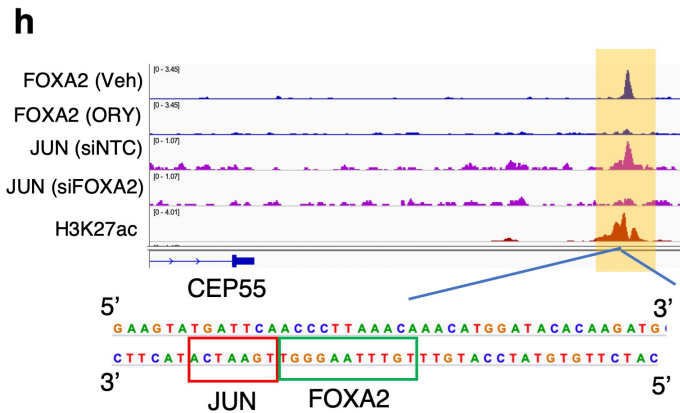 h
FOXA2 (Veh) [0 - 3.45]
FOXA2 (ORY) [0 - 3.45]
JUN (siNTC) [0 - 1.07]
JUN (siFOXA2) [0 - 1.07]
H3K27ac [0 - 4.01]
CEP55
5’ 3’
GAAGTATGATTCAACCCTTAAACAAACATGGATACACAAGATG
CTTCATACTAAGTTGGGAATTTGTTTGTACCTATGTGTTCTAC
3’ 5’
JUN FOXA2